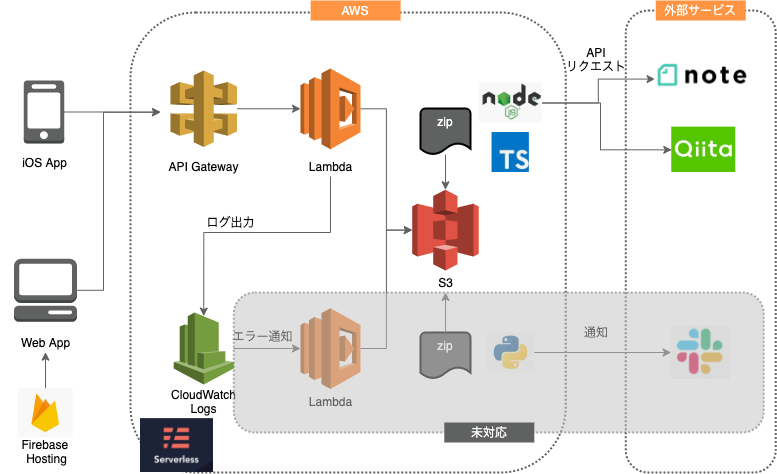 AWS
外部サービス
API
リクエスト
note
zip
node
JS
TS
Qiita
iOS App
API Gateway
Lambda
ログ出力
S3
エラー通知
zip
通知
Web App
CloudWatch
Logs
Lambda
未対応
Firebase
Hosting
Serverless